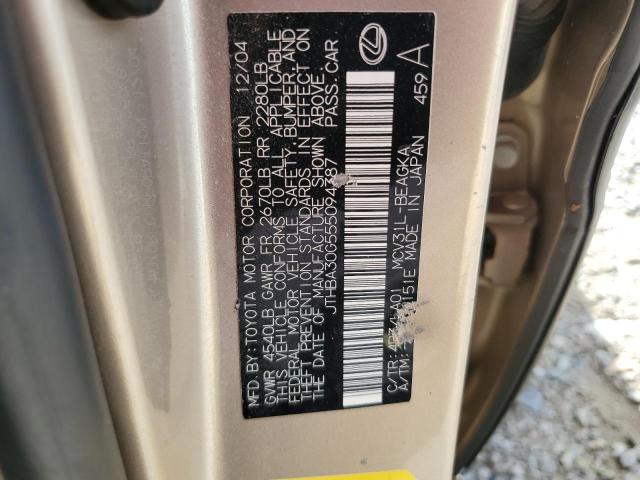 MFD.BY:TOYOTA MOTOR CORPORATION 12/04
GVWR 4540LB GAWR FR 2670LB RR 2280LB
THIS VEHICLE CONFORMS TO ALL APPLICABLE
FEDERAL MOTOR VEHICLE SAFETY, BUMPER, AND
THEFT PREVENTION STANDARDS IN EFFECT ON
THE DATE OF MANUFACTURE SHOWN ABOVE.
PASS.CAR
C/TR: MCV31L-BEAGKA
A/TM: MADE IN JAPAN
459 A